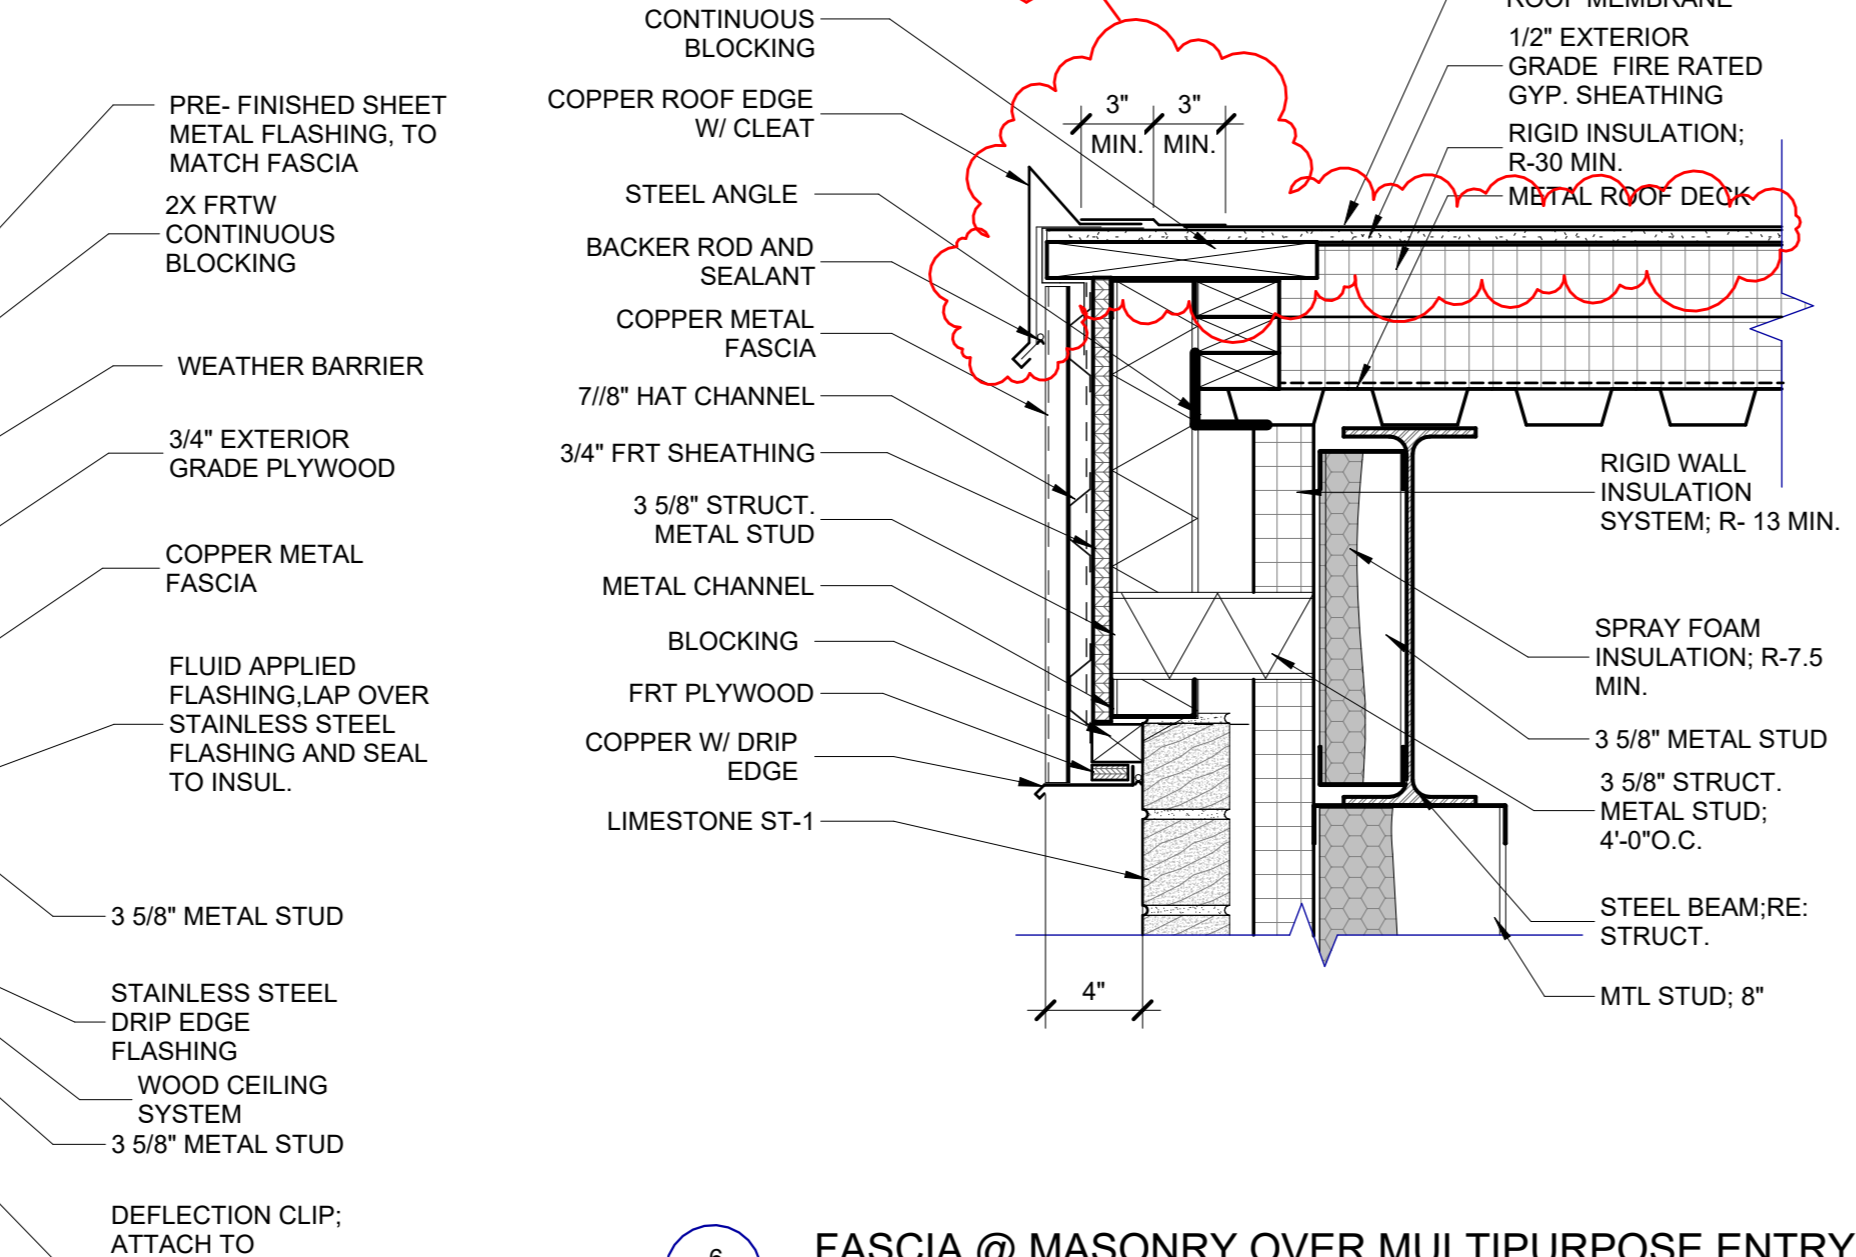 PRE- FINISHED SHEET
METAL FLASHING, TO
MATCH FASCIA
2X FRTW
CONTINUOUS
BLOCKING
WEATHER BARRIER
3/4" EXTERIOR
GRADE PLYWOOD
COPPER METAL
FASCIA
FLUID APPLIED
FLASHING,LAP OVER
STAINLESS STEEL
FLASHING AND SEAL
TO INSUL.
3 5/8" METAL STUD
STAINLESS STEEL
DRIP EDGE
FLASHING
WOOD CEILING
SYSTEM
3 5/8" METAL STUD
DEFLECTION CLIP;
ATTACH TO
CONTINUOUS
BLOCKING
COPPER ROOF EDGE
W/ CLEAT
STEEL ANGLE
BACKER ROD AND
SEALANT
COPPER METAL
FASCIA
7//8" HAT CHANNEL
3/4" FRT SHEATHING
3 5/8" STRUCT.
METAL STUD
METAL CHANNEL
BLOCKING
FRT PLYWOOD
COPPER W/ DRIP
EDGE
LIMESTONE ST-1
3" 3"
MIN. MIN.
4"
ROOF MEMBRANE
1/2" EXTERIOR
GRADE FIRE RATED
GYP. SHEATHING
RIGID INSULATION;
R-30 MIN.
METAL ROOF DECK
RIGID WALL
INSULATION
SYSTEM; R- 13 MIN.
SPRAY FOAM
INSULATION; R-7.5
MIN.
3 5/8" METAL STUD
3 5/8" STRUCT.
METAL STUD;
4'-0"O.C.
STEEL BEAM;RE:
STRUCT.
MTL STUD; 8"
6
FASCIA @ MASONRY OVER MULTIPURPOSE ENTRY